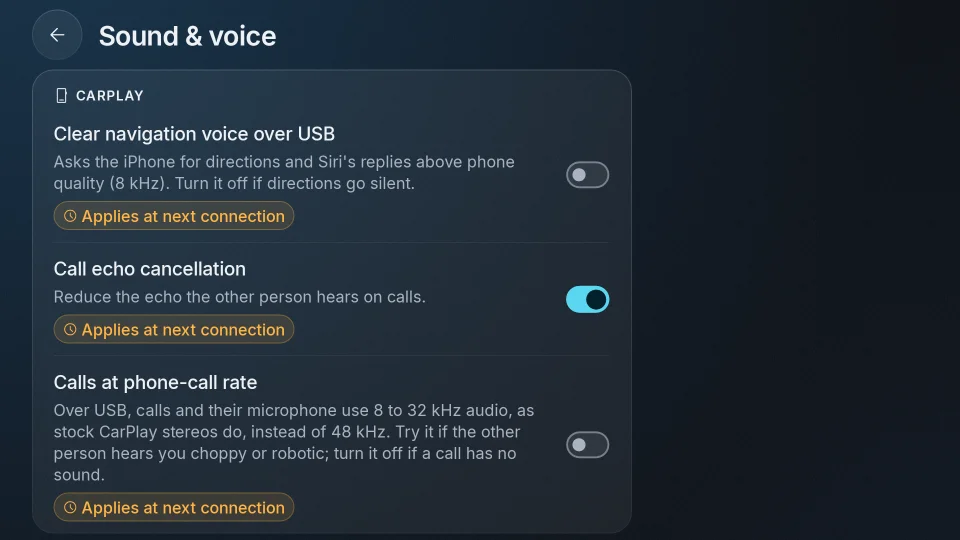 Sound & voice
CARPLAY
Clear navigation voice over USB
Asks the iPhone for directions and Siri's replies above phone
quality (8 kHz). Turn it off if directions go silent.
Applies at next connection
Call echo cancellation
Reduce the echo the other person hears on calls.
Applies at next connection
Calls at phone-call rate
Over USB, calls and their microphone use 8 to 32 kHz audio, as
stock CarPlay stereos do, instead of 48 kHz. Try it if the other
person hears you choppy or robotic; turn it off if a call has no
sound.
Applies at next connection